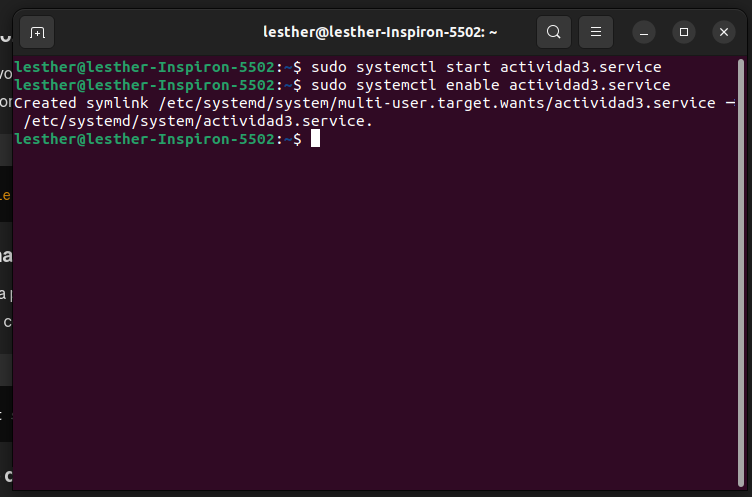 lesther@lesther-Inspiron-5502: ~
lesther@lesther-Inspiron-5502:~$ sudo systemctl start actividad3.service
lesther@lesther-Inspiron-5502:~$ sudo systemctl enable actividad3.service
Created symlink /etc/systemd/system/multi-user.target.wants/actividad3.service →
/etc/systemd/system/actividad3.service.
lesther@lesther-Inspiron-5502:~$